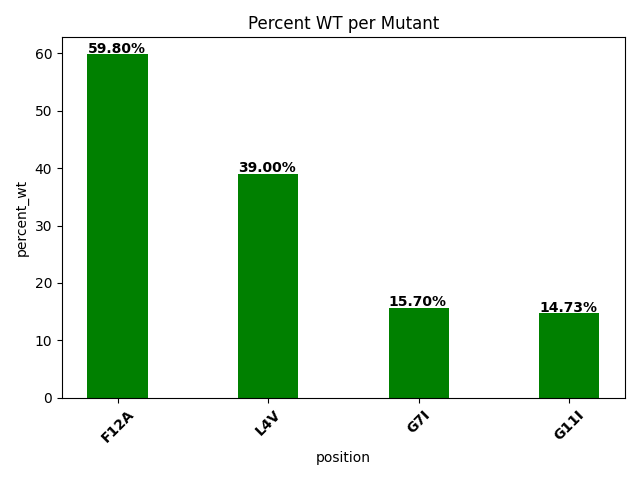 Percent WT per Mutant
59.80%
39.00%
15.70%
14.73%
60
50
40
30
20
10
0
percent_wt
F12A
L4V
G7I
G11I
position